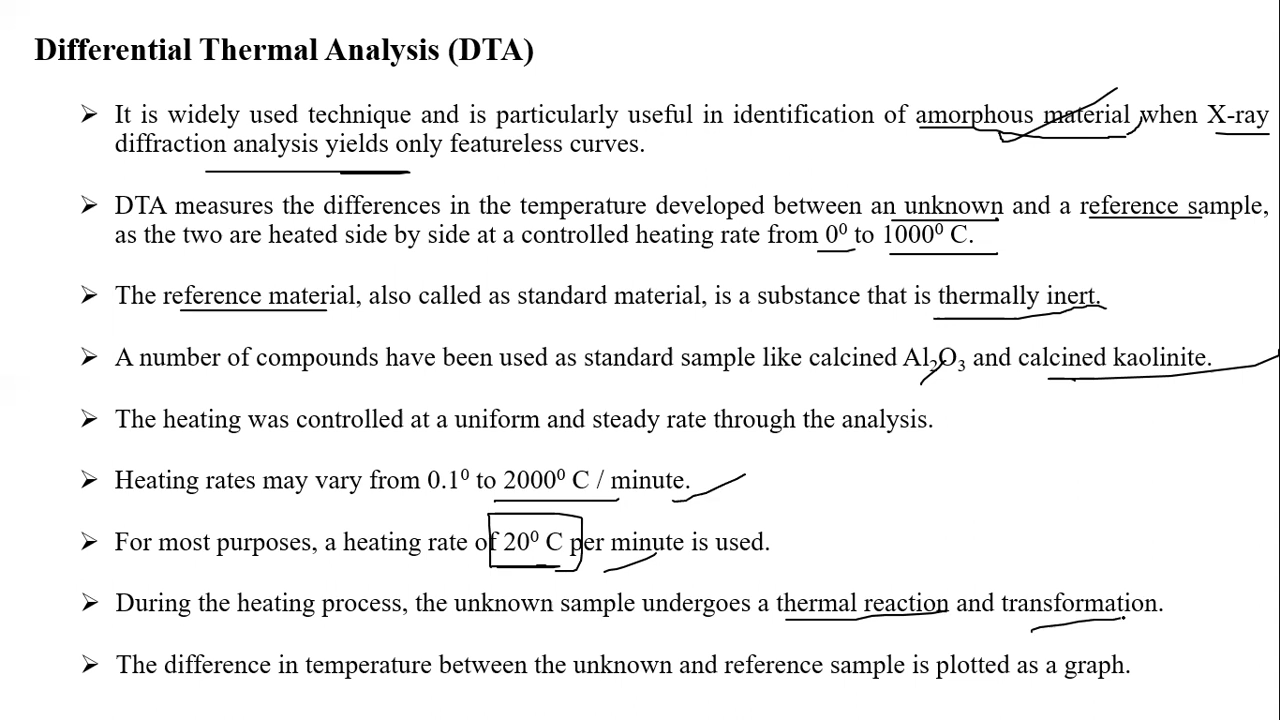 Differential Thermal Analysis (DTA)
➢ It is widely used technique and is particularly useful in identification of amorphous material when X-ray
diffraction analysis yields only featureless curves.
➢ DTA measures the differences in the temperature developed between an unknown and a reference sample,
as the two are heated side by side at a controlled heating rate from 0⁰ to 1000⁰ C.
➢ The reference material, also called as standard material, is a substance that is thermally inert.
➢ A number of compounds have been used as standard sample like calcined Al₂O₃ and calcined kaolinite.
➢ The heating was controlled at a uniform and steady rate through the analysis.
➢ Heating rates may vary from 0.1⁰ to 2000⁰ C / minute.
➢ For most purposes, a heating rate of 20⁰ C per minute is used.
➢ During the heating process, the unknown sample undergoes a thermal reaction and transformation.
➢ The difference in temperature between the unknown and reference sample is plotted as a graph.